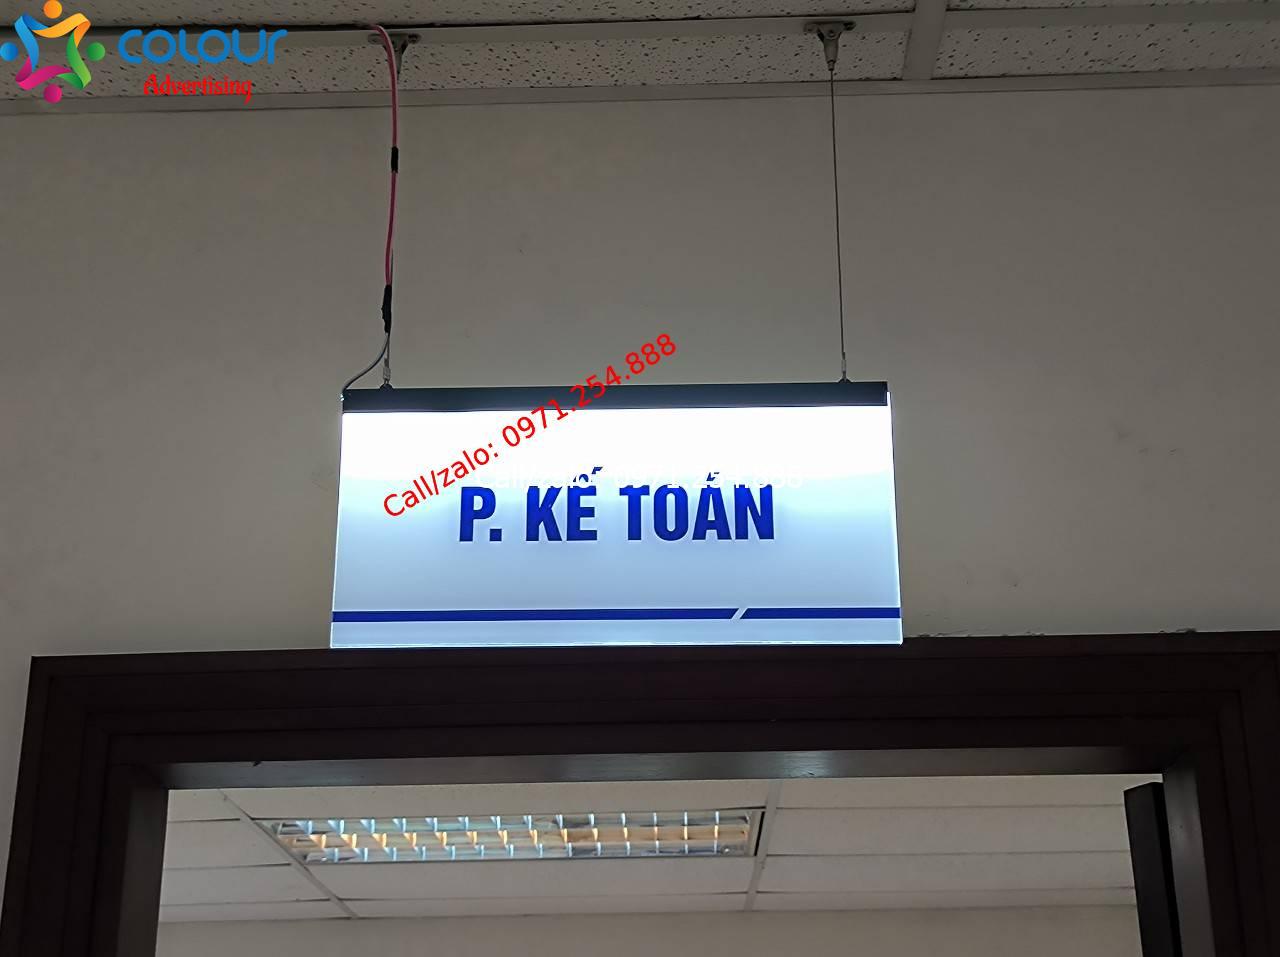 COLOUR
Advertising
Call/zalo: 0971.254.888
P. KẾ TOÁN